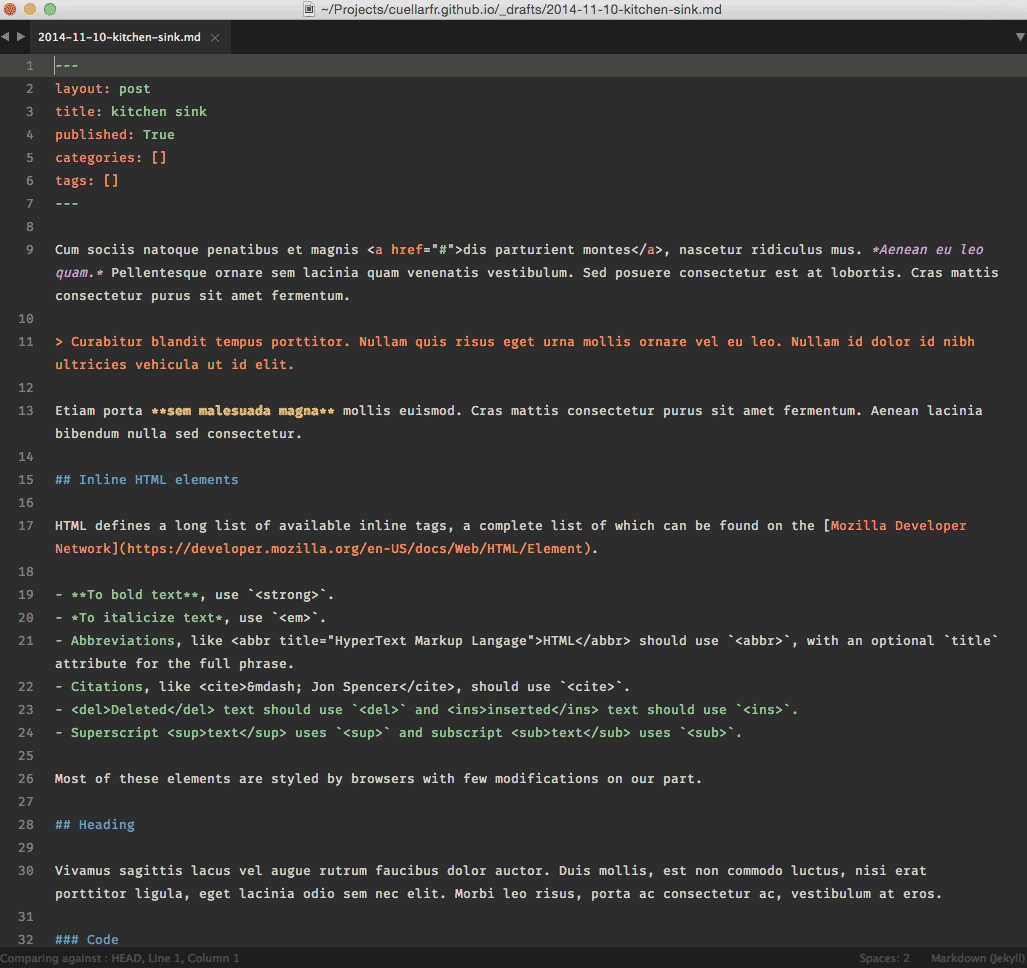 ~/Projects/cuellarfr.github.io/_drafts/2014-11-10-kitchen-sink.md
2014-11-10-kitchen-sink.md
1 ---
2 layout: post
3 title: kitchen sink
4 published: True
5 categories: []
6 tags: []
7 ---
8
9 Cum sociis natoque penatibus et magnis <a href="#">dis parturient montes</a>, nascetur ridiculus mus. *Aenean eu leo
quam.* Pellentesque ornare sem lacinia quam venenatis vestibulum. Sed posuere consectetur est at lobortis. Cras mattis
consectetur purus sit amet fermentum.
10
11 > Curabitur blandit tempus porttitor. Nullam quis risus eget urna mollis ornare vel eu leo. Nullam id dolor id nibh
ultricies vehicula ut id elit.
12
13 Etiam porta **sem malesuada magna** mollis euismod. Cras mattis consectetur purus sit amet fermentum. Aenean lacinia
bibendum nulla sed consectetur.
14
15 ## Inline HTML elements
16
17 HTML defines a long list of available inline tags, a complete list of which can be found on the [Mozilla Developer
Network](https://developer.mozilla.org/en-US/docs/Web/HTML/Element).
18
19 - **To bold text**, use `<strong>`.
20 - *To italicize text*, use `<em>`.
21 - Abbreviations, like <abbr title="HyperText Markup Langage">HTML</abbr> should use `<abbr>`, with an optional `title`
attribute for the full phrase.
22 - Citations, like <cite>&mdash; Jon Spencer</cite>, should use `<cite>`.
23 - <del>Deleted</del> text should use `<del>` and <ins>inserted</ins> text should use `<ins>`.
24 - Superscript <sup>text</sup> uses `<sup>` and subscript <sub>text</sub> uses `<sub>`.
25
26 Most of these elements are styled by browsers with few modifications on our part.
27
28 ## Heading
29
30 Vivamus sagittis lacus vel augue rutrum faucibus dolor auctor. Duis mollis, est non commodo luctus, nisi erat
porttitor ligula, eget lacinia odio sem nec elit. Morbi leo risus, porta ac consectetur ac, vestibulum at eros.
31
32 ### Code
Comparing against : HEAD, Line 1, Column 1 Spaces: 2 Markdown (Jekyll)